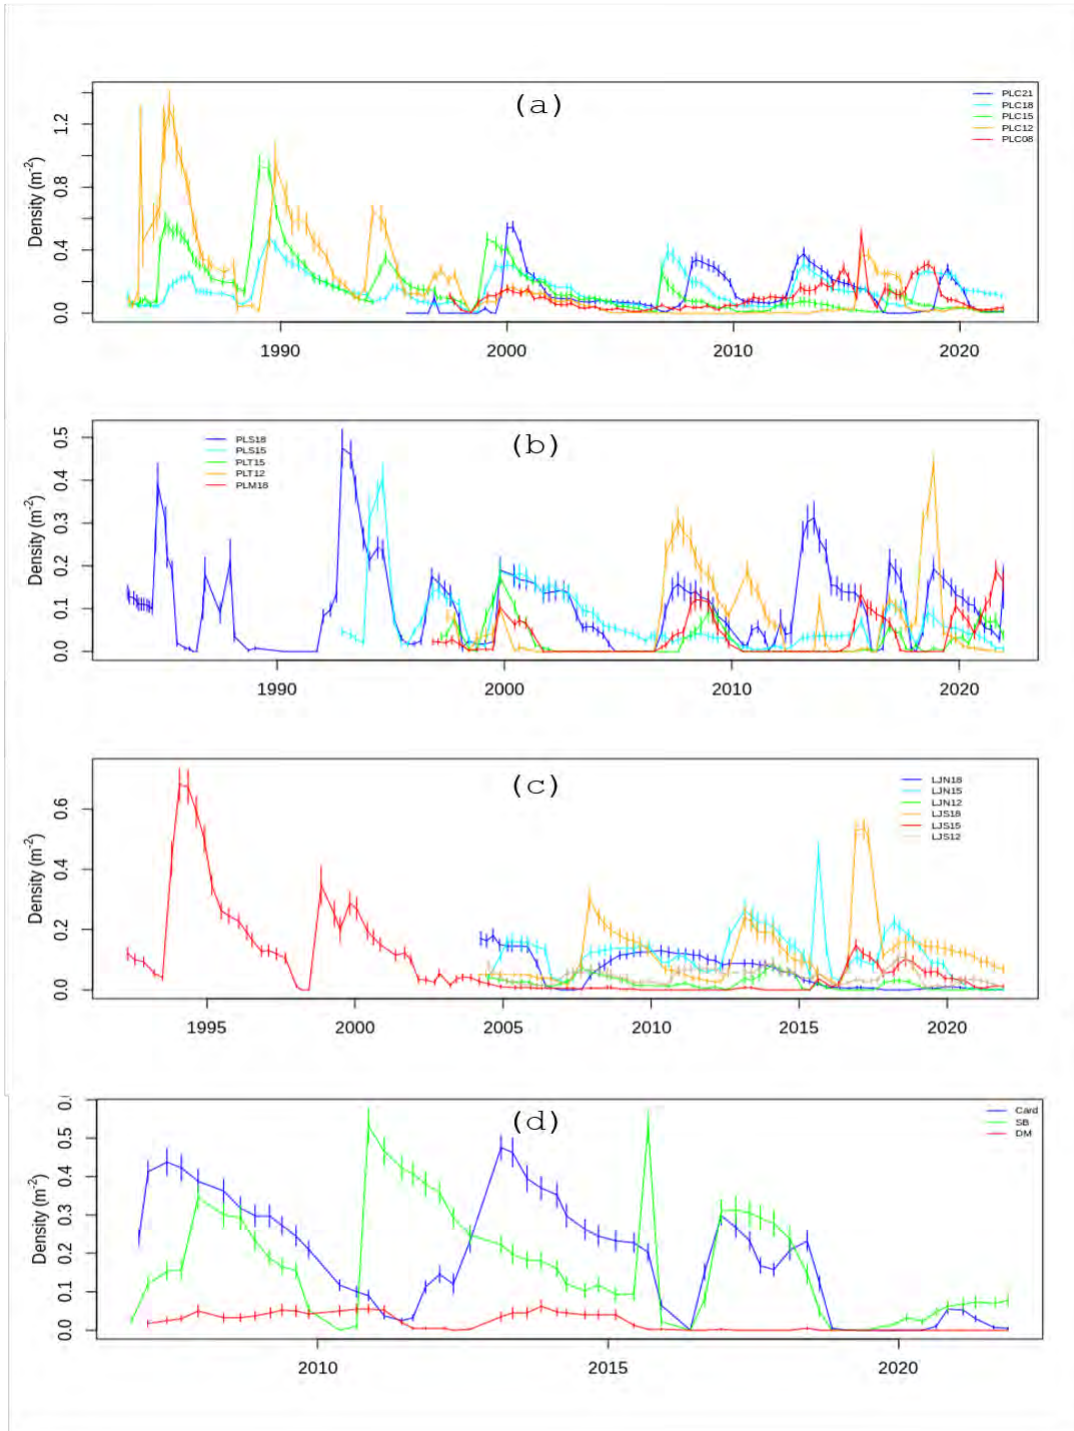 (a)
PLC21
PLC18
PLC15
PLC12
PLC08
Density (m⁻²)
0.0 0.4 0.8 1.2
1990 2000 2010 2020
(b)
PLS18
PLS15
PLT15
PLT12
PLM18
Density (m⁻²)
0.0 0.1 0.2 0.3 0.4 0.5
1990 2000 2010 2020
(c)
LJN18
LJN15
LJN12
LJS18
LJS15
LJS12
Density (m⁻²)
0.0 0.2 0.4 0.6
1995 2000 2005 2010 2015 2020
(d)
Card
SB
DM
Density (m⁻²)
0.0 0.1 0.2 0.3 0.4 0.5
2010 2015 2020